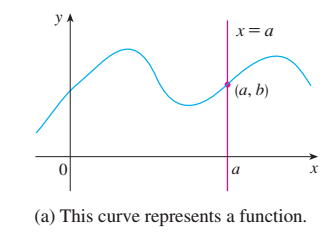 y
x = a
(a, b)
0
a
x
(a) This curve represents a function.